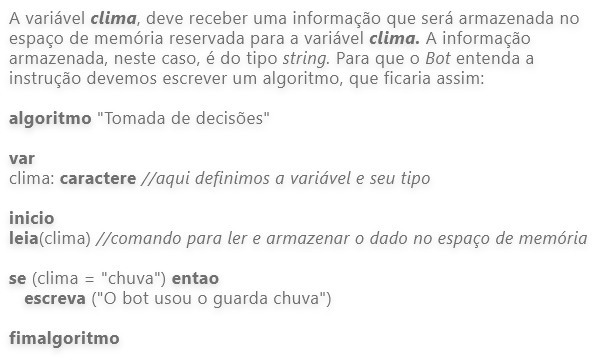 A variável clima, deve receber uma informação que será armazenada no
espaço de memória reservada para a variável clima. A informação
armazenada, neste caso, é do tipo string. Para que o Bot entenda a
instrução devemos escrever um algoritmo, que ficaria assim:
algoritmo "Tomada de decisões"
var
clima: caractere //aqui definimos a variável e seu tipo
inicio
leia(clima) //comando para ler e armazenar o dado no espaço de memória
se (clima = "chuva") entao
escreva ("O bot usou o guarda chuva")
fimalgoritmo